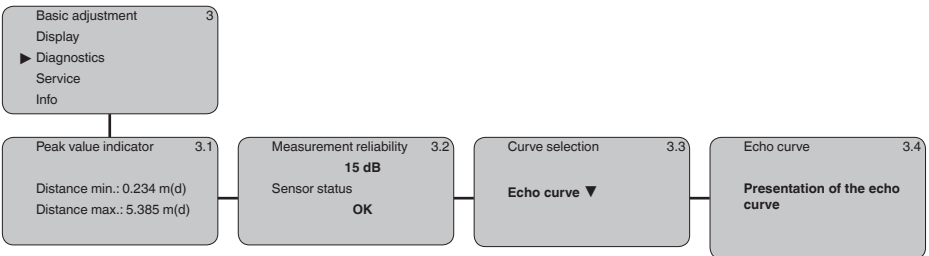 Basic adjustment 3
Display
▶ Diagnostics
Service
Info
Peak value indicator 3.1
Distance min.: 0.234 m(d)
Distance max.: 5.385 m(d)
Measurement reliability 3.2
15 dB
Sensor status
OK
Curve selection 3.3
Echo curve ▼
Echo curve 3.4
Presentation of the echo
curve